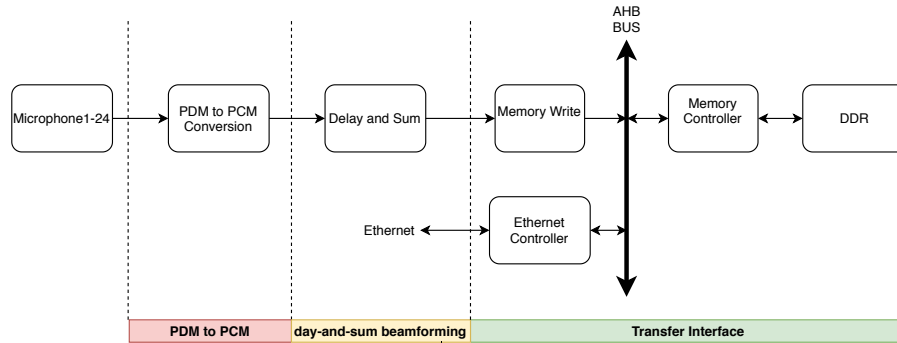 AHB
BUS
Microphone1-24
PDM to PCM
Conversion
Delay and Sum
Memory Write
Memory
Controller
DDR
Ethernet
Ethernet
Controller
PDM to PCM
day-and-sum beamforming
Transfer Interface